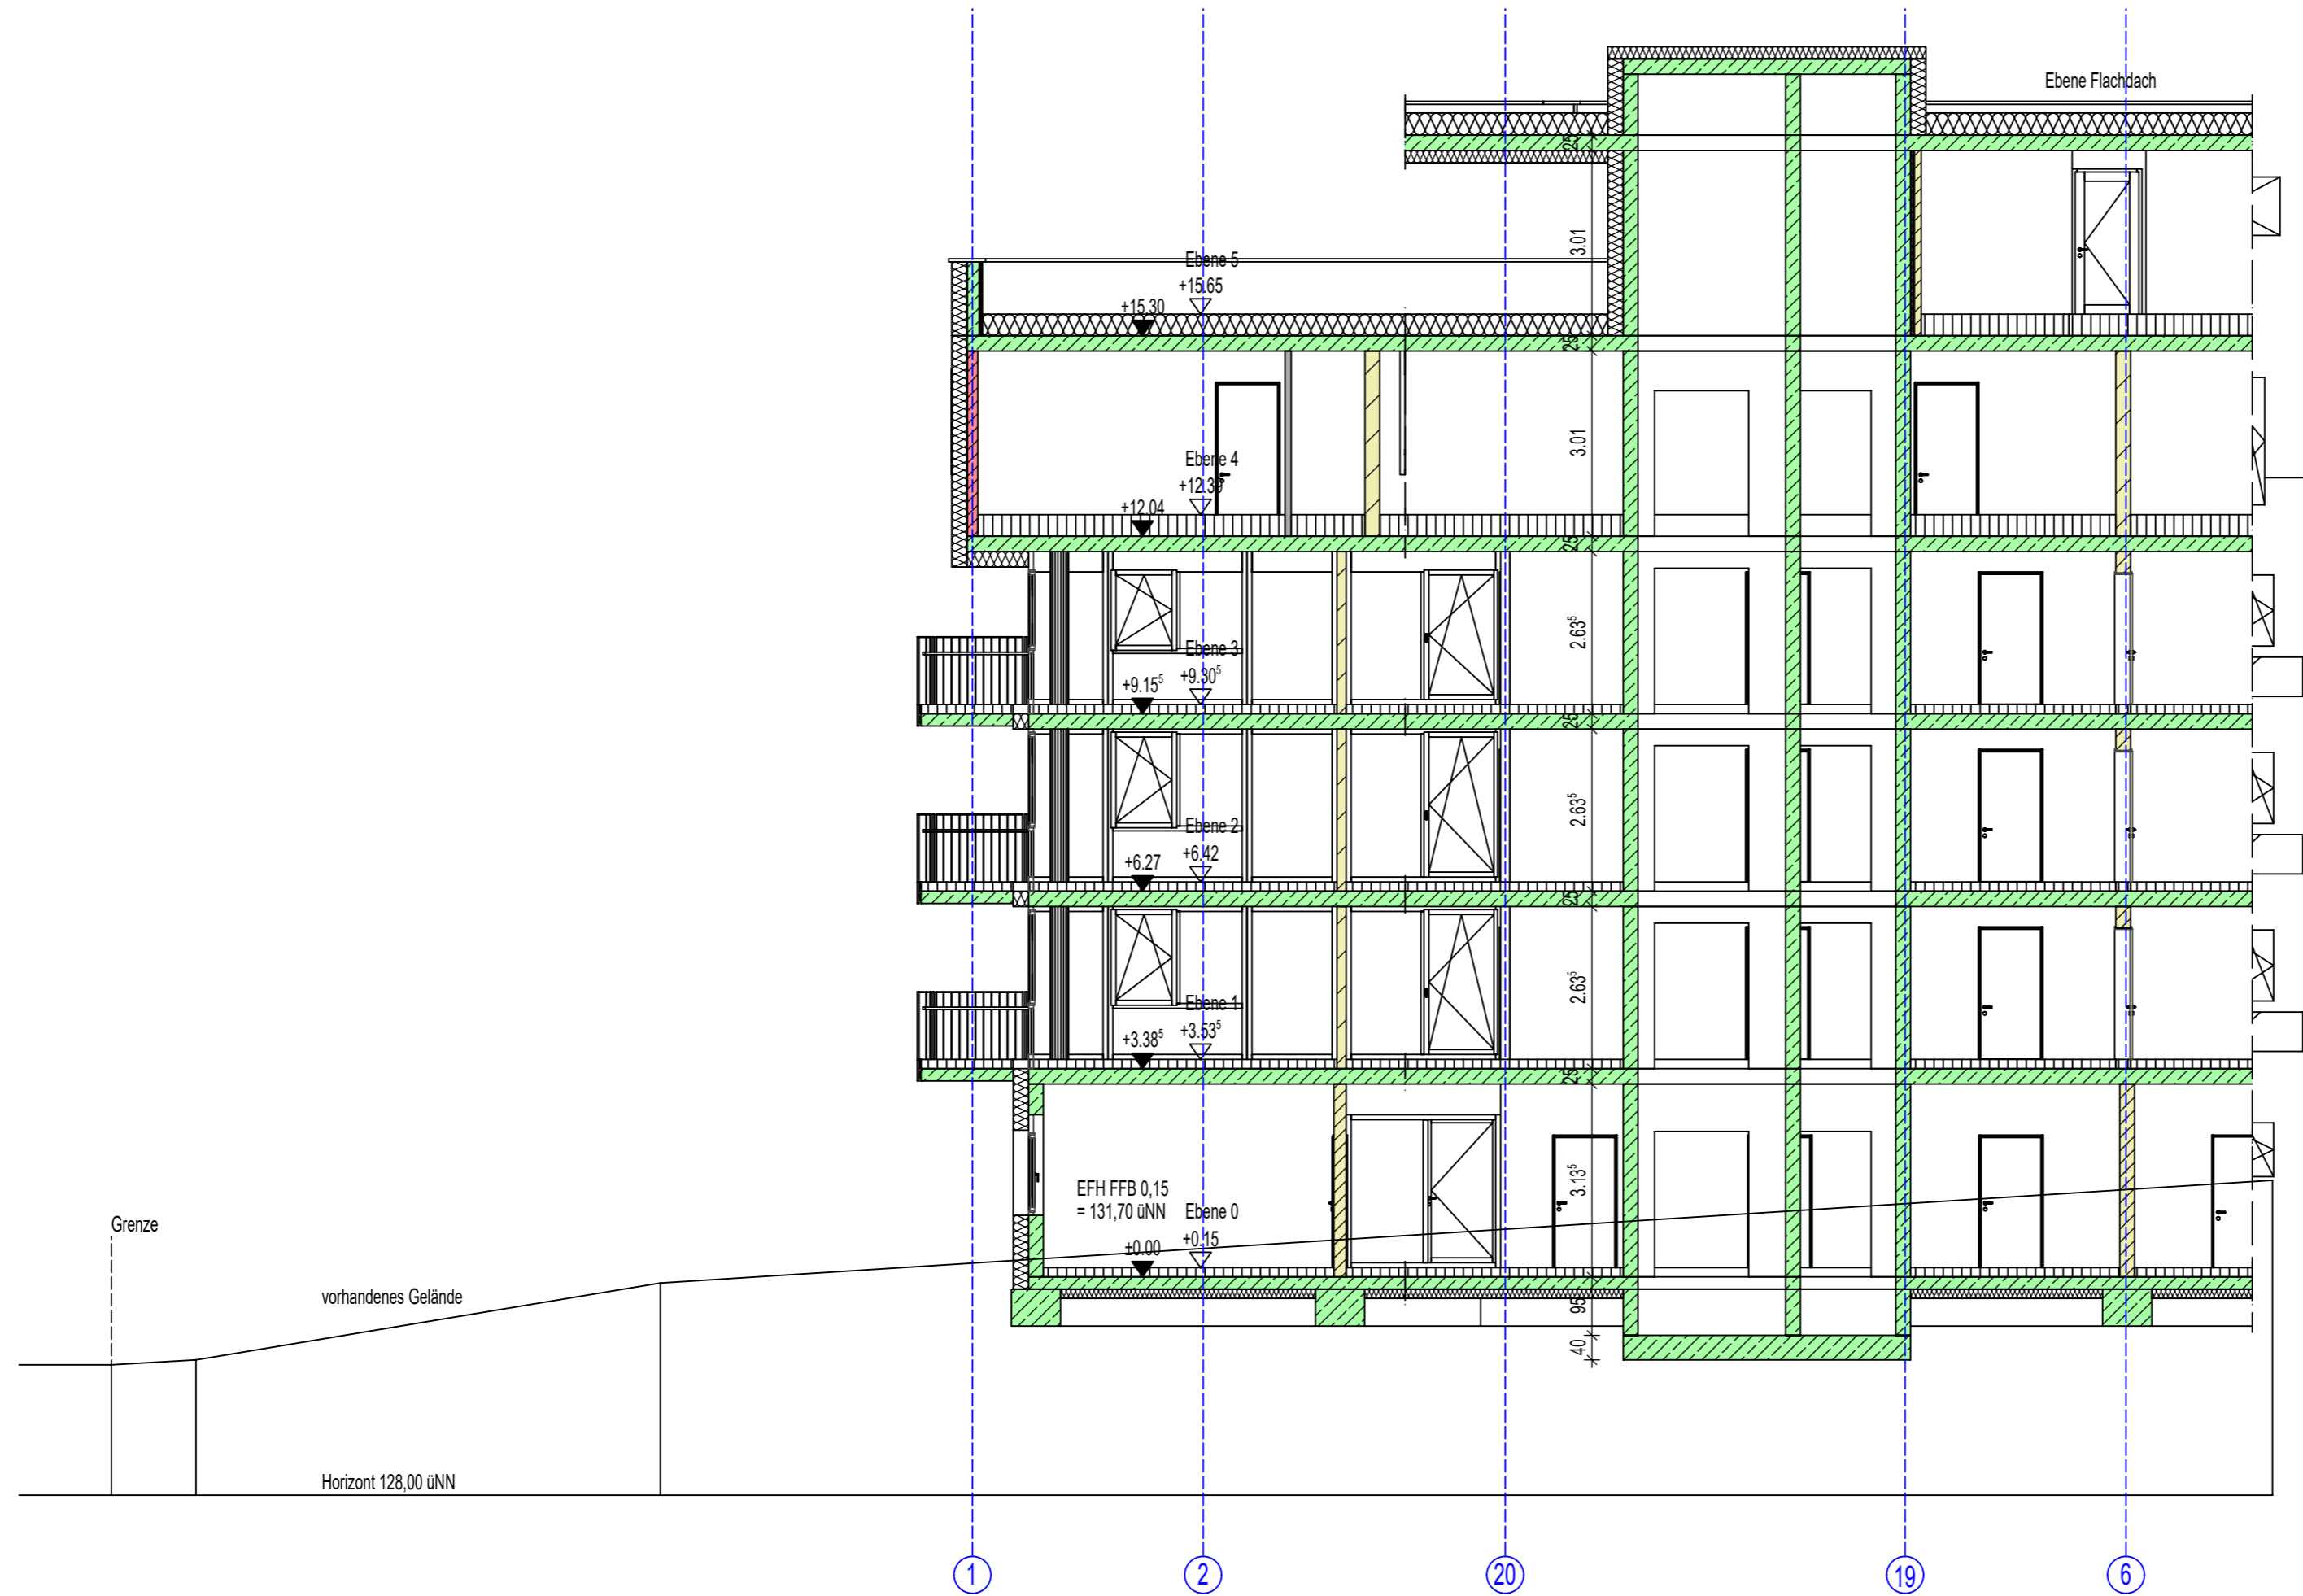 Ebene Flachdach
25
3.01
Ebene 5
+15.65
+15.30
25
3.01
Ebene 4
+12.39
+12.04
25
2.63⁵
Ebene 3
+9.30⁵
+9.15⁵
25
2.63⁵
Ebene 2
+6.42
+6.27
25
2.63⁵
Ebene 1
+3.53⁵
+3.38⁵
25
3.13⁵
EFH FFB 0,15
= 131,70 üNN
Ebene 0
+0.15
±0.00
Grenze
vorhandenes Gelände
95
40
Horizont 128,00 üNN
1
2
20
19
6